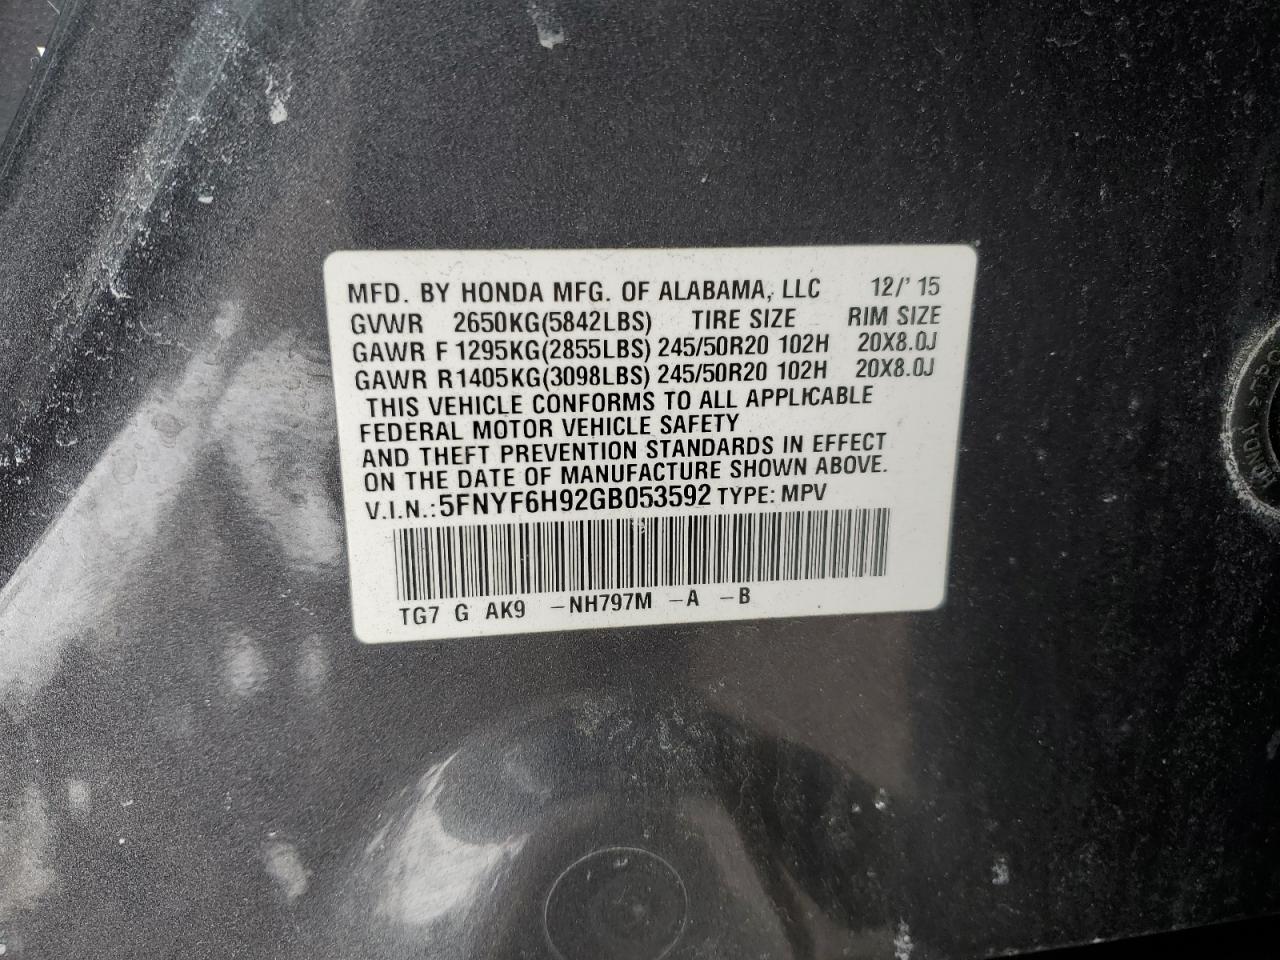 MFD. BY HONDA MFG. OF ALABAMA, LLC 12/'15
GVWR 2650KG(5842LBS) TIRE SIZE RIM SIZE
GAWR F 1295KG(2855LBS) 245/50R20 102H 20X8.0J
GAWR R1405KG(3098LBS) 245/50R20 102H 20X8.0J
THIS VEHICLE CONFORMS TO ALL APPLICABLE
FEDERAL MOTOR VEHICLE SAFETY
AND THEFT PREVENTION STANDARDS IN EFFECT
ON THE DATE OF MANUFACTURE SHOWN ABOVE.
V.I.N.:5FNYF6H92GB053592 TYPE: MPV
TG7 G AK9 -NH797M -A -B
HONDA